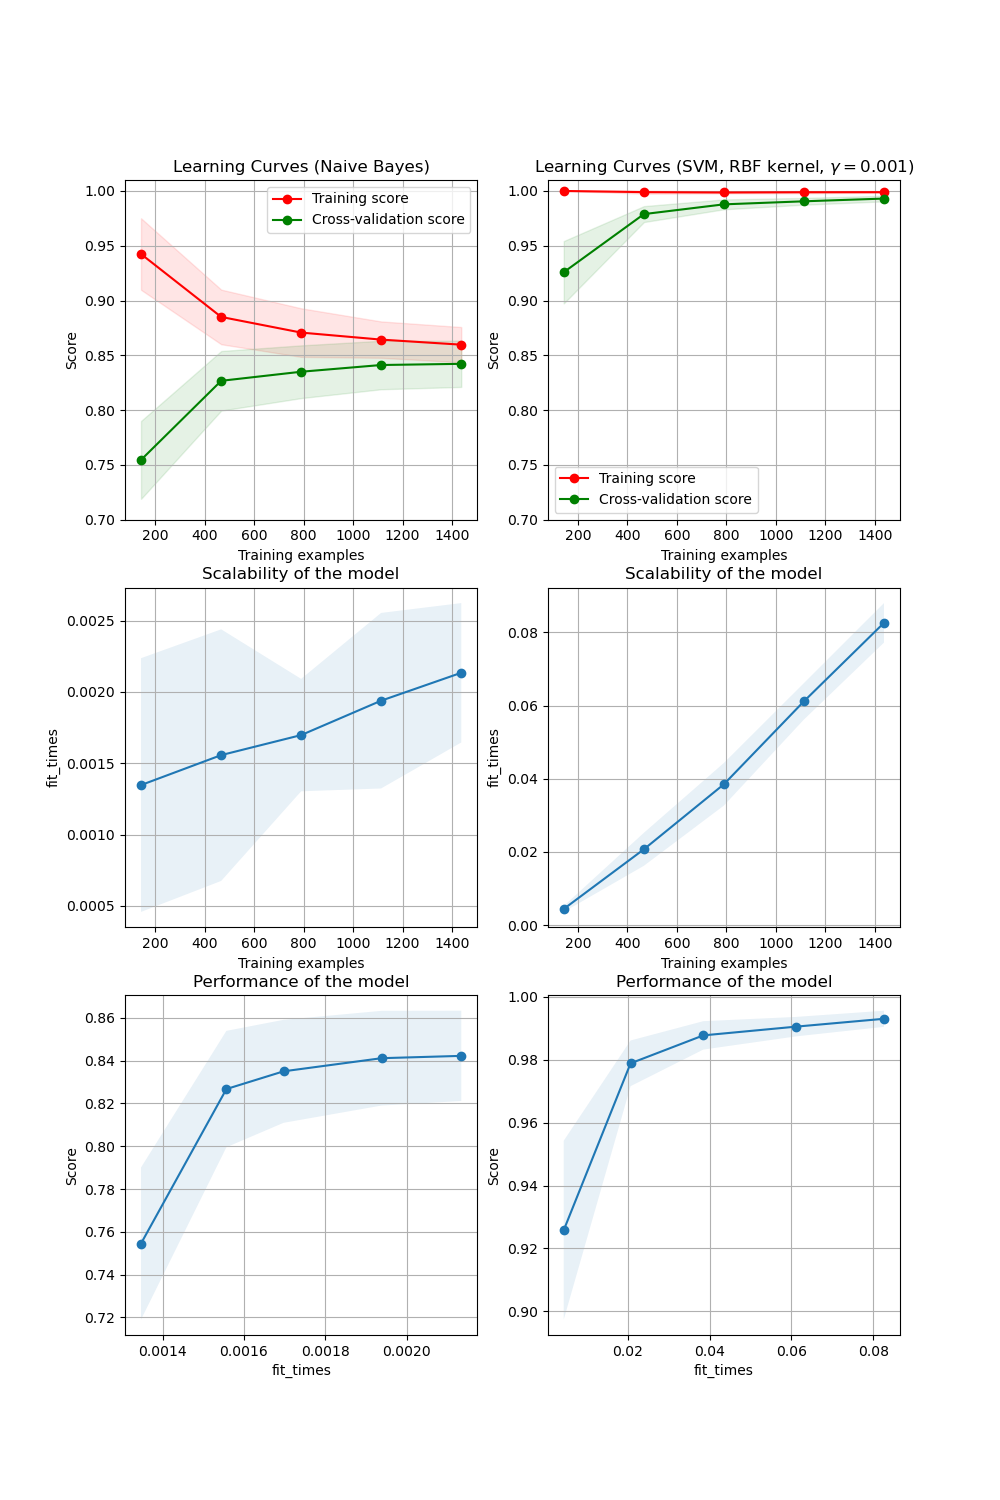 Learning Curves (Naive Bayes)
1.00
0.95
0.90
0.85
0.80
0.75
0.70
Score
Training score
Cross-validation score
200 400 600 800 1000 1200 1400
Training examples
Learning Curves (SVM, RBF kernel, γ = 0.001)
1.00
0.95
0.90
0.85
0.80
0.75
0.70
Score
Training score
Cross-validation score
200 400 600 800 1000 1200 1400
Training examples
Scalability of the model
0.0025
0.0020
0.0015
0.0010
0.0005
fit_times
200 400 600 800 1000 1200 1400
Training examples
Scalability of the model
0.08
0.06
0.04
0.02
0.00
fit_times
200 400 600 800 1000 1200 1400
Training examples
Performance of the model
0.86
0.84
0.82
0.80
0.78
0.76
0.74
0.72
Score
0.0014 0.0016 0.0018 0.0020
fit_times
Performance of the model
1.00
0.98
0.96
0.94
0.92
0.90
Score
0.02 0.04 0.06 0.08
fit_times